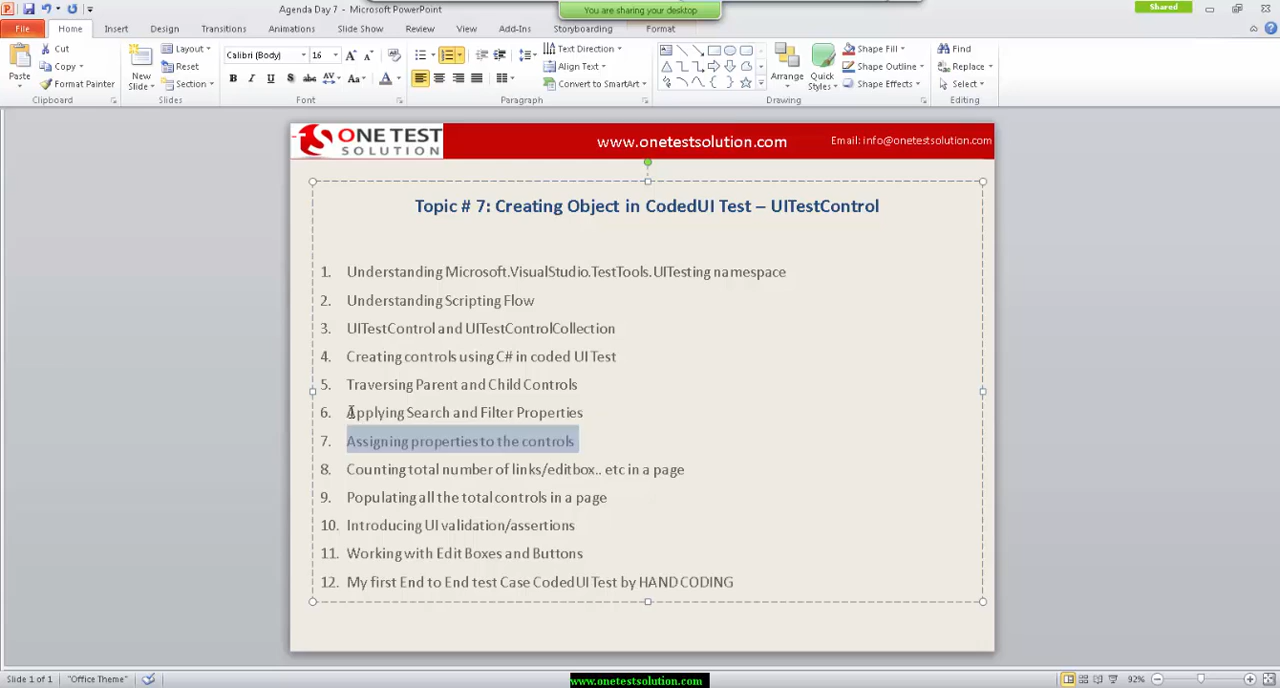 Agenda Day 7 - Microsoft PowerPoint
You are sharing your desktop
Shared
File Home Insert Design Transitions Animations Slide Show Review View Add-Ins Storyboarding Format
Paste
Cut
Copy
Format Painter
Clipboard
New Slide
Layout
Reset
Section
Slides
Calibri (Body) 16
Font
Text Direction
Align Text
Convert to SmartArt
Paragraph
Arrange
Quick Styles
Shape Fill
Shape Outline
Shape Effects
Drawing
Find
Replace
Select
Editing
ONE TEST
SOLUTION
www.onetestsolution.com
Email: info@onetestsolution.com
Topic # 7: Creating Object in CodedUI Test – UITestControl
1. Understanding Microsoft.VisualStudio.TestTools.UITesting namespace
2. Understanding Scripting Flow
3. UITestControl and UITestControlCollection
4. Creating controls using C# in coded UI Test
5. Traversing Parent and Child Controls
6. Applying Search and Filter Properties
7. Assigning properties to the controls
8. Counting total number of links/editbox.. etc in a page
9. Populating all the total controls in a page
10. Introducing UI validation/assertions
11. Working with Edit Boxes and Buttons
12. My first End to End test Case CodedUI Test by HAND CODING
Slide 1 of 1 "Office Theme" www.onetestsolution.com 92%